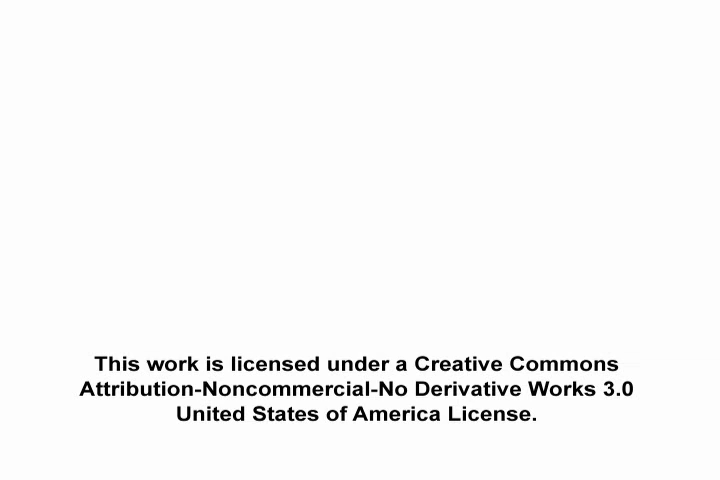 This work is licensed under a Creative Commons
Attribution-Noncommercial-No Derivative Works 3.0
United States of America License.